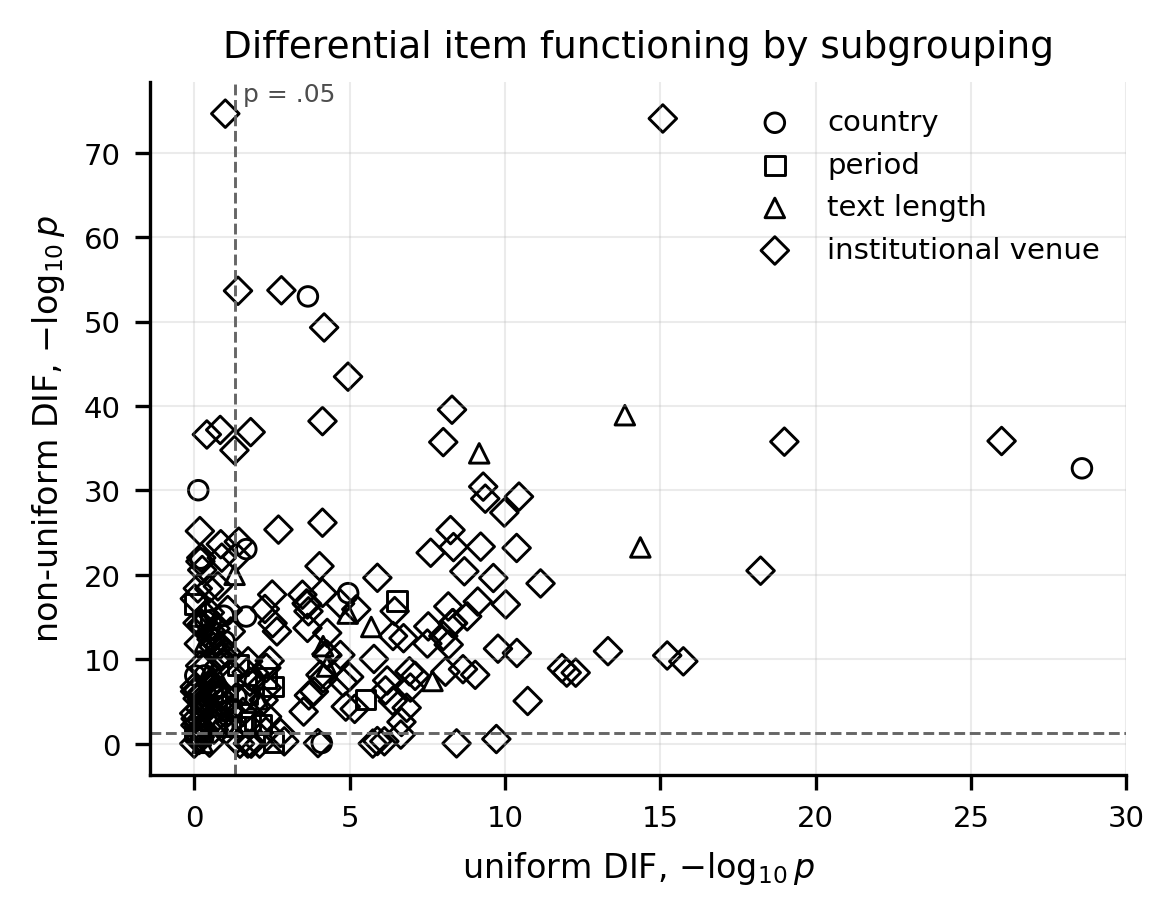 Differential item functioning by subgrouping
p = .05
country
period
text length
institutional venue
70
60
50
40
30
20
10
0
non-uniform DIF, −log₁₀ p
0 5 10 15 20 25 30
uniform DIF, −log₁₀ p